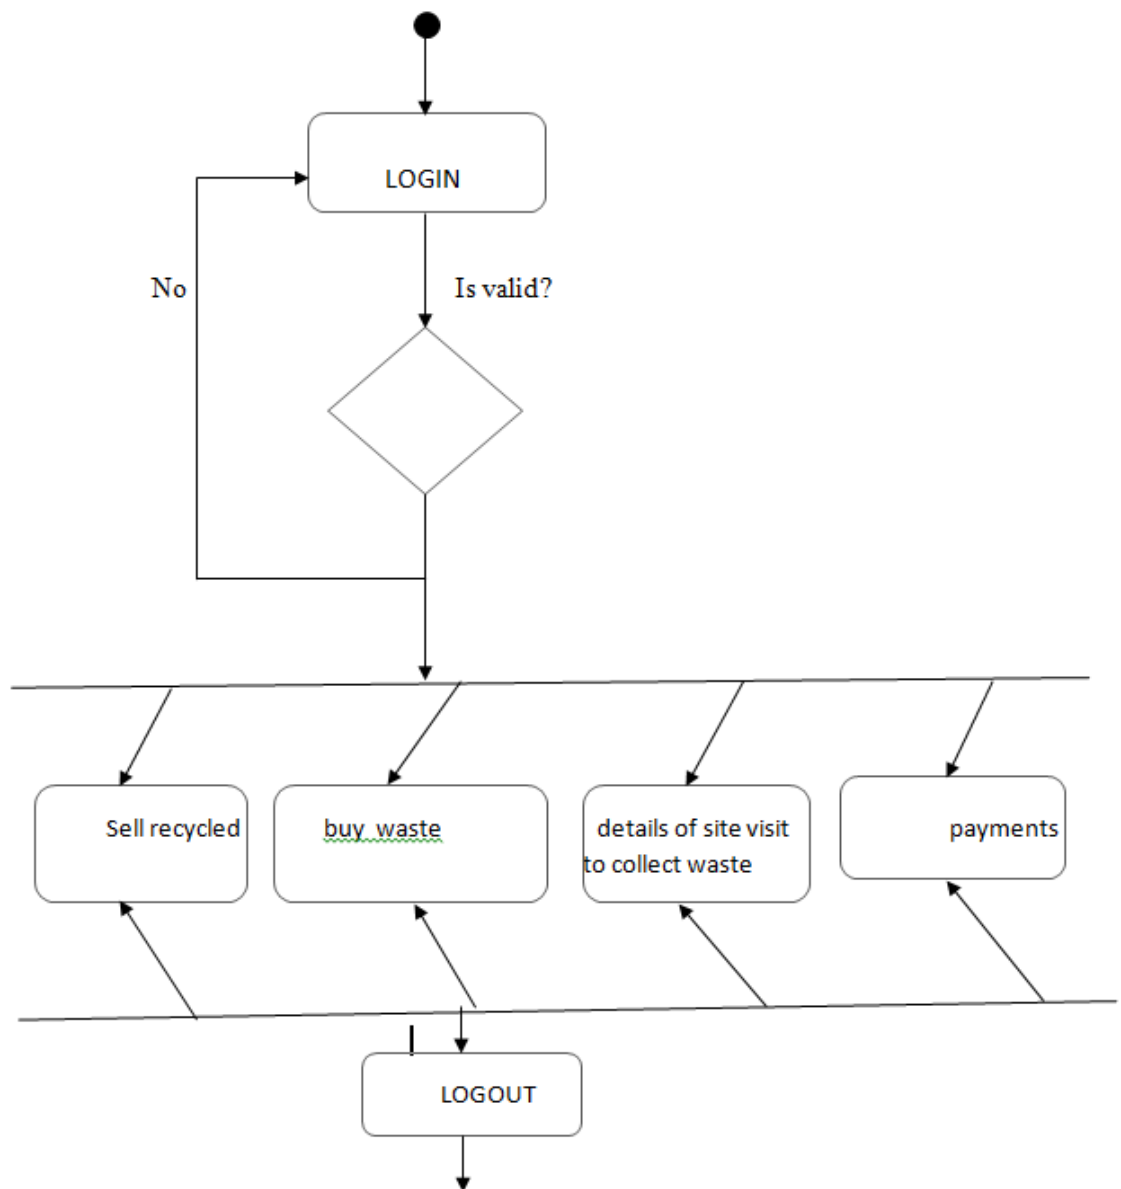 LOGIN
No
Is valid?
Sell recycled
buy  waste
details of site visit
to collect waste
payments
LOGOUT